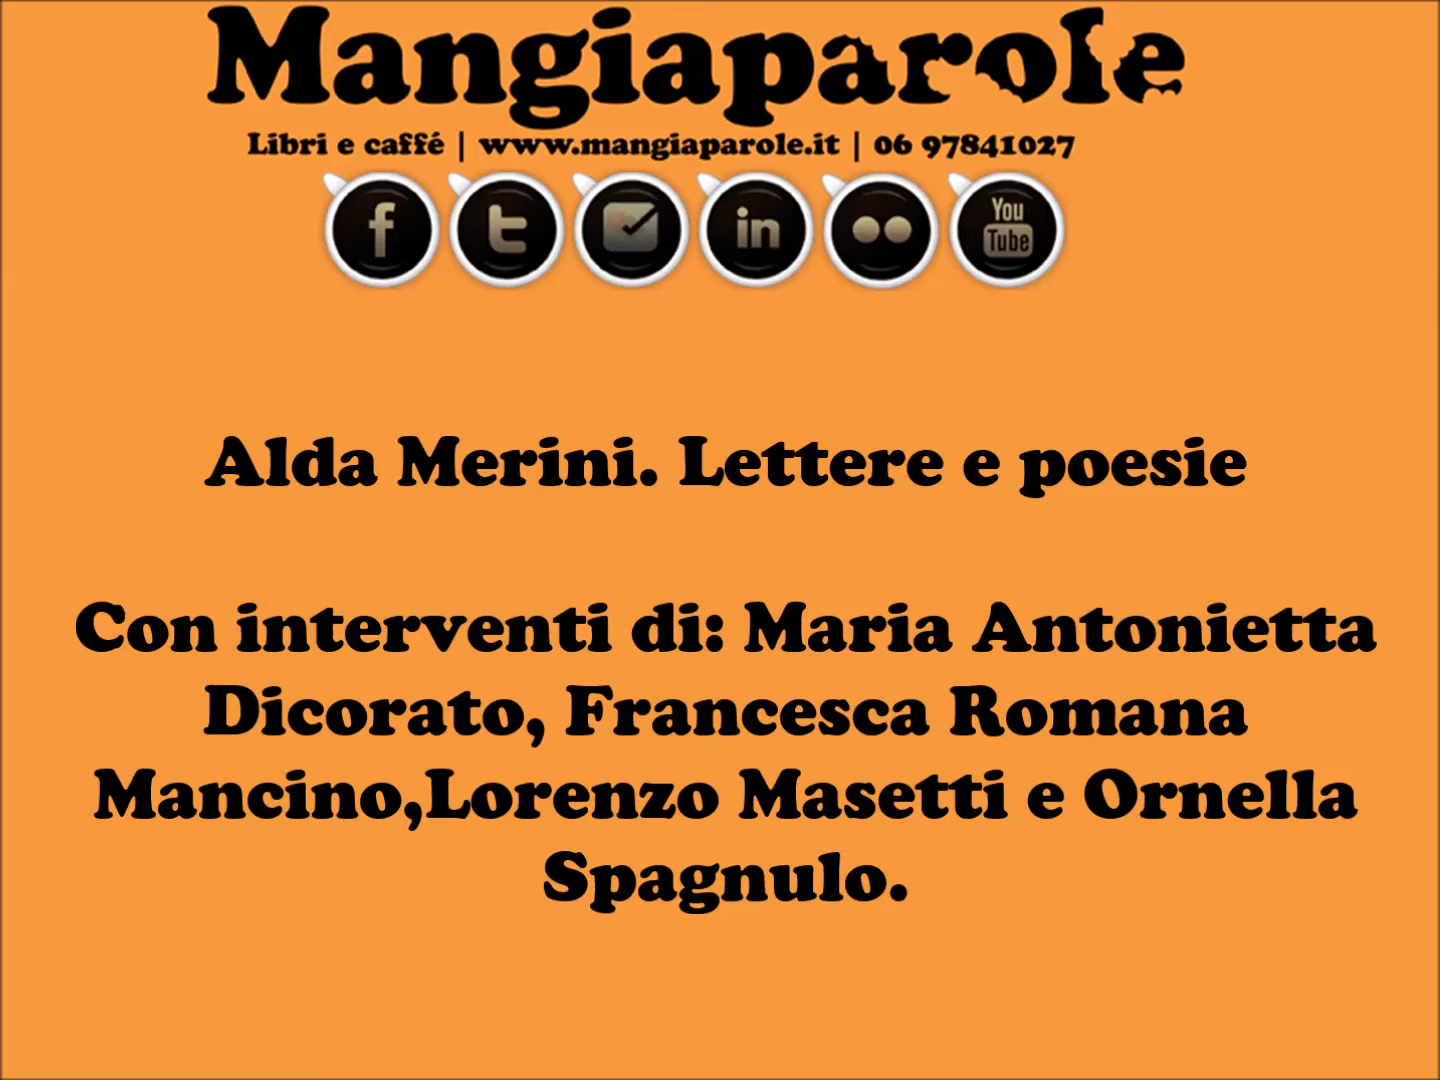 Mangiaparole
Libri e caffé | www.mangiaparole.it | 06 97841027
f t in You
Tube
Alda Merini. Lettere e poesie
Con interventi di: Maria Antonietta
Dicorato, Francesca Romana
Mancino,Lorenzo Masetti e Ornella
Spagnulo.